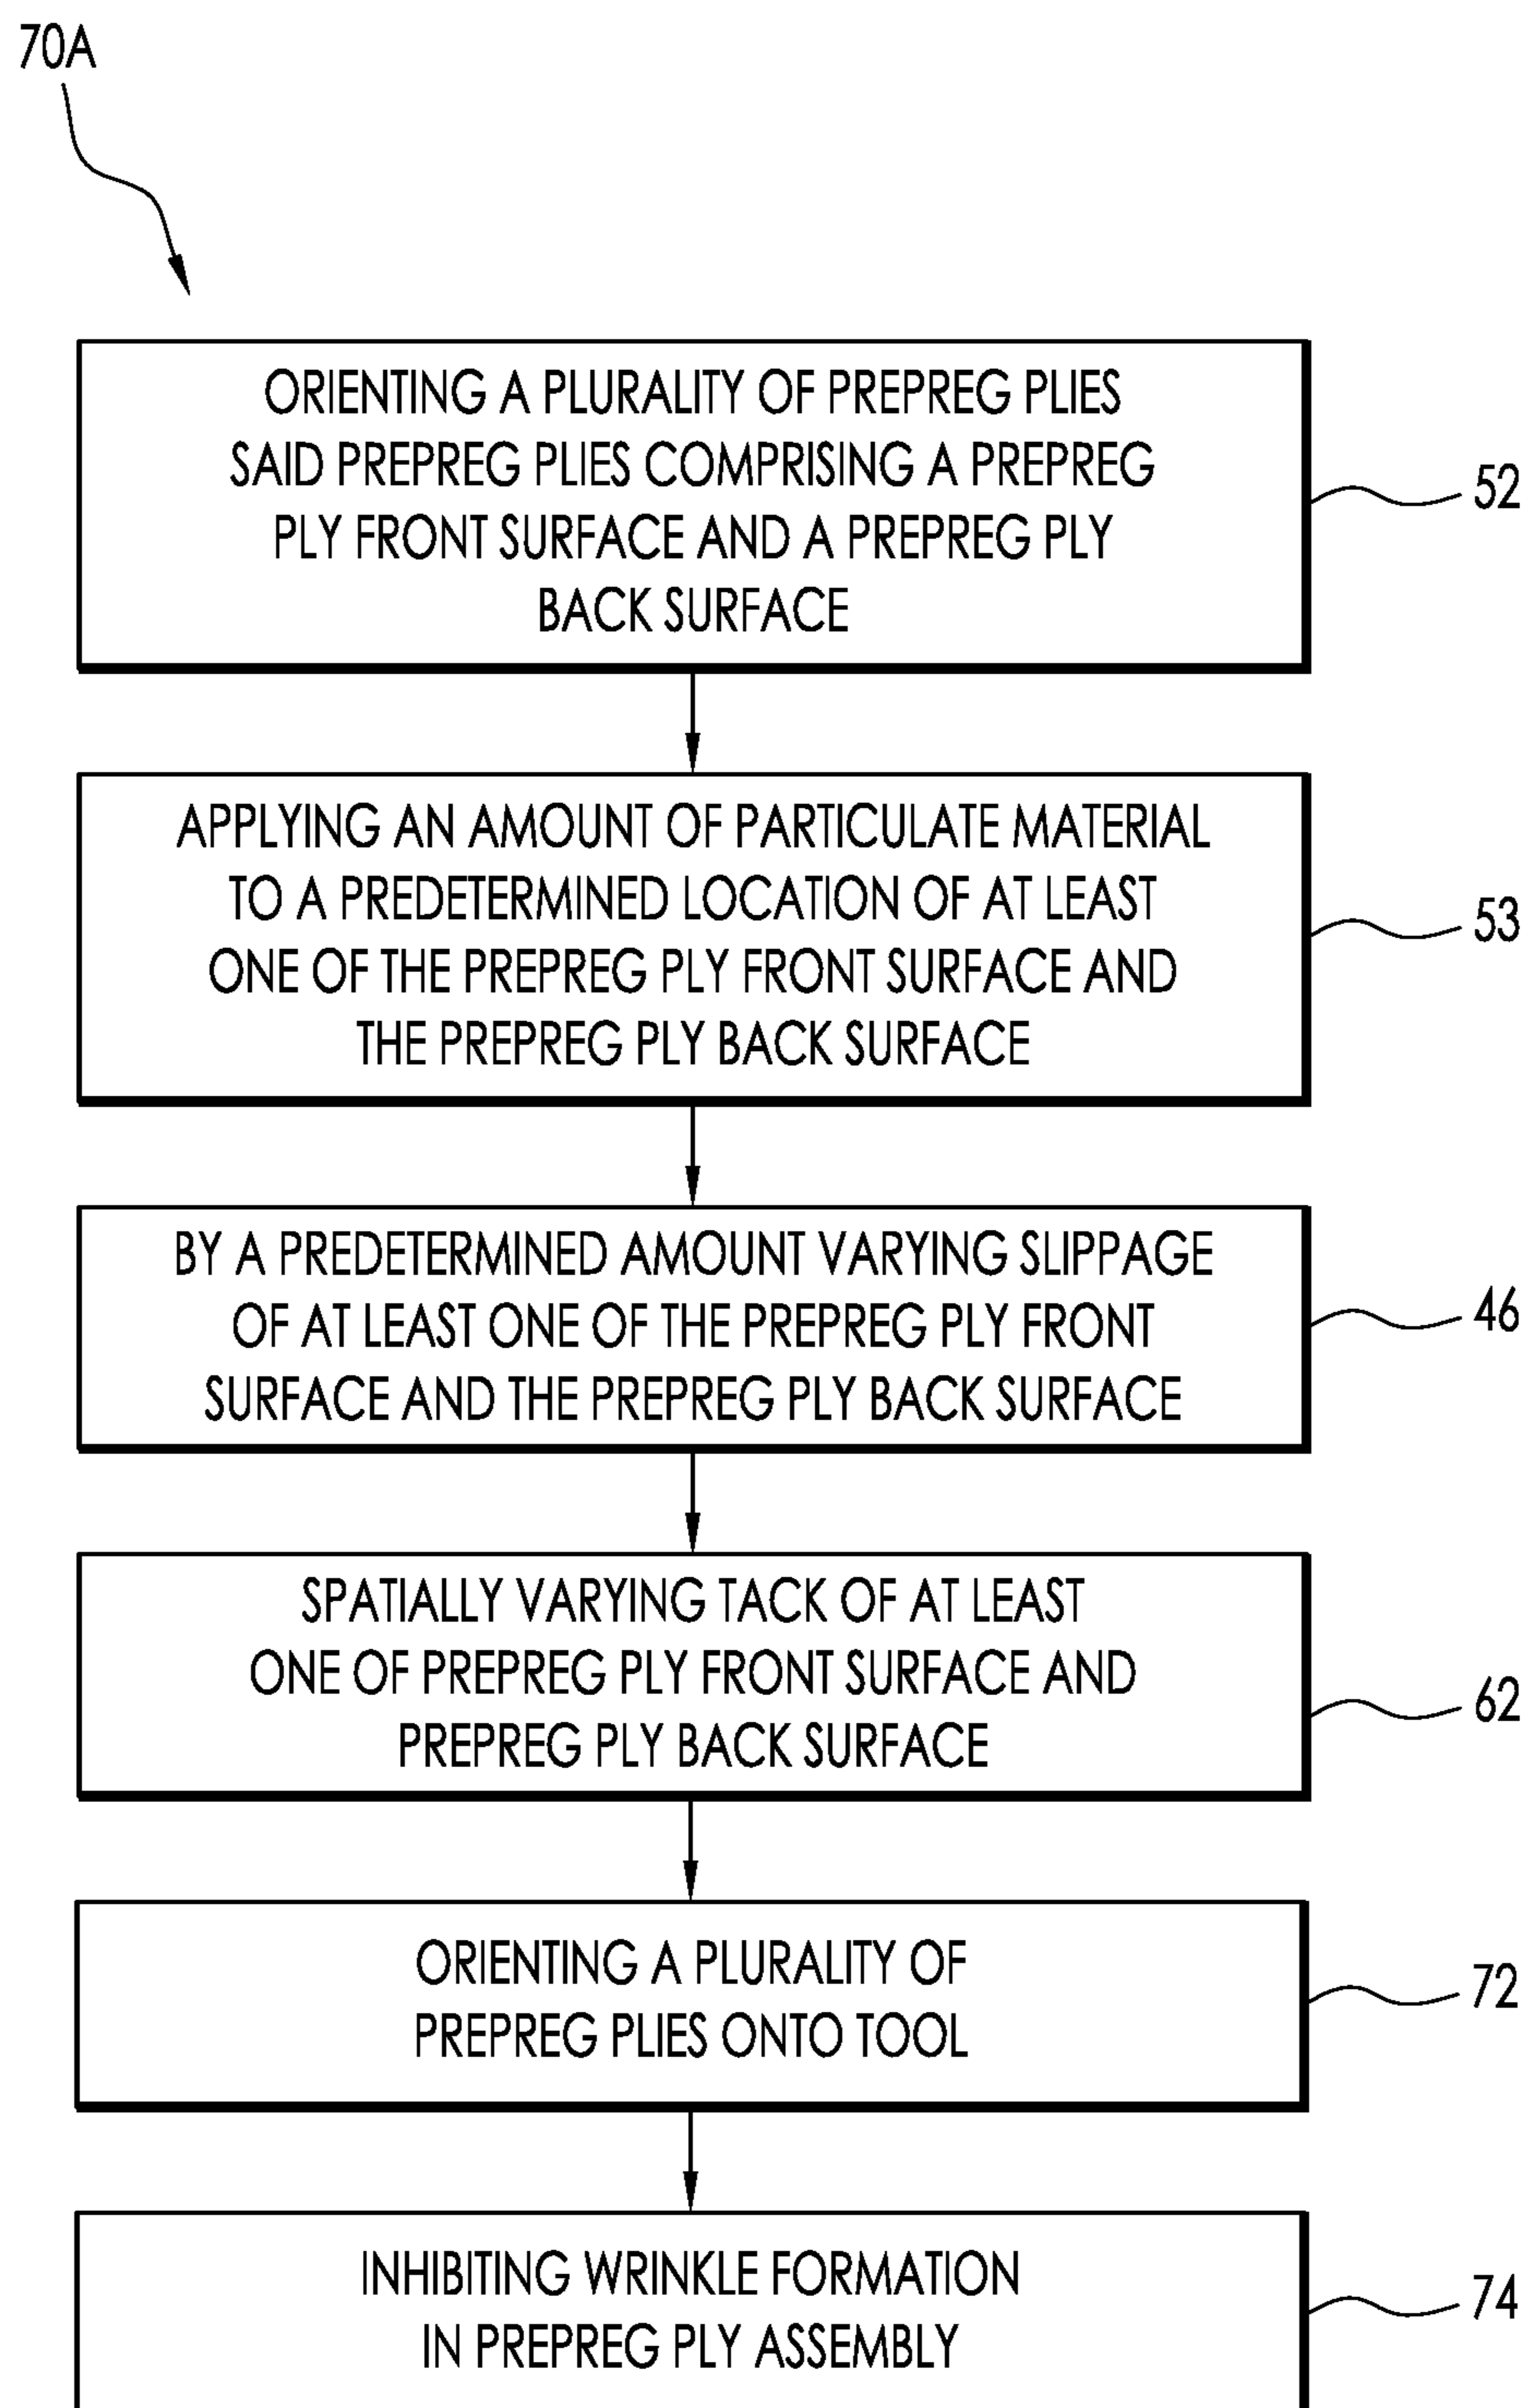 70A
ORIENTING A PLURALITY OF PREPREG PLIES
SAID PREPREG PLIES COMPRISING A PREPREG
PLY FRONT SURFACE AND A PREPREG PLY
BACK SURFACE
52
APPLYING AN AMOUNT OF PARTICULATE MATERIAL
TO A PREDETERMINED LOCATION OF AT LEAST
ONE OF THE PREPREG PLY FRONT SURFACE AND
THE PREPREG PLY BACK SURFACE
53
BY A PREDETERMINED AMOUNT VARYING SLIPPAGE
OF AT LEAST ONE OF THE PREPREG PLY FRONT
SURFACE AND THE PREPREG PLY BACK SURFACE
46
SPATIALLY VARYING TACK OF AT LEAST
ONE OF PREPREG PLY FRONT SURFACE AND
PREPREG PLY BACK SURFACE
62
ORIENTING A PLURALITY OF
PREPREG PLIES ONTO TOOL
72
INHIBITING WRINKLE FORMATION
IN PREPREG PLY ASSEMBLY
74